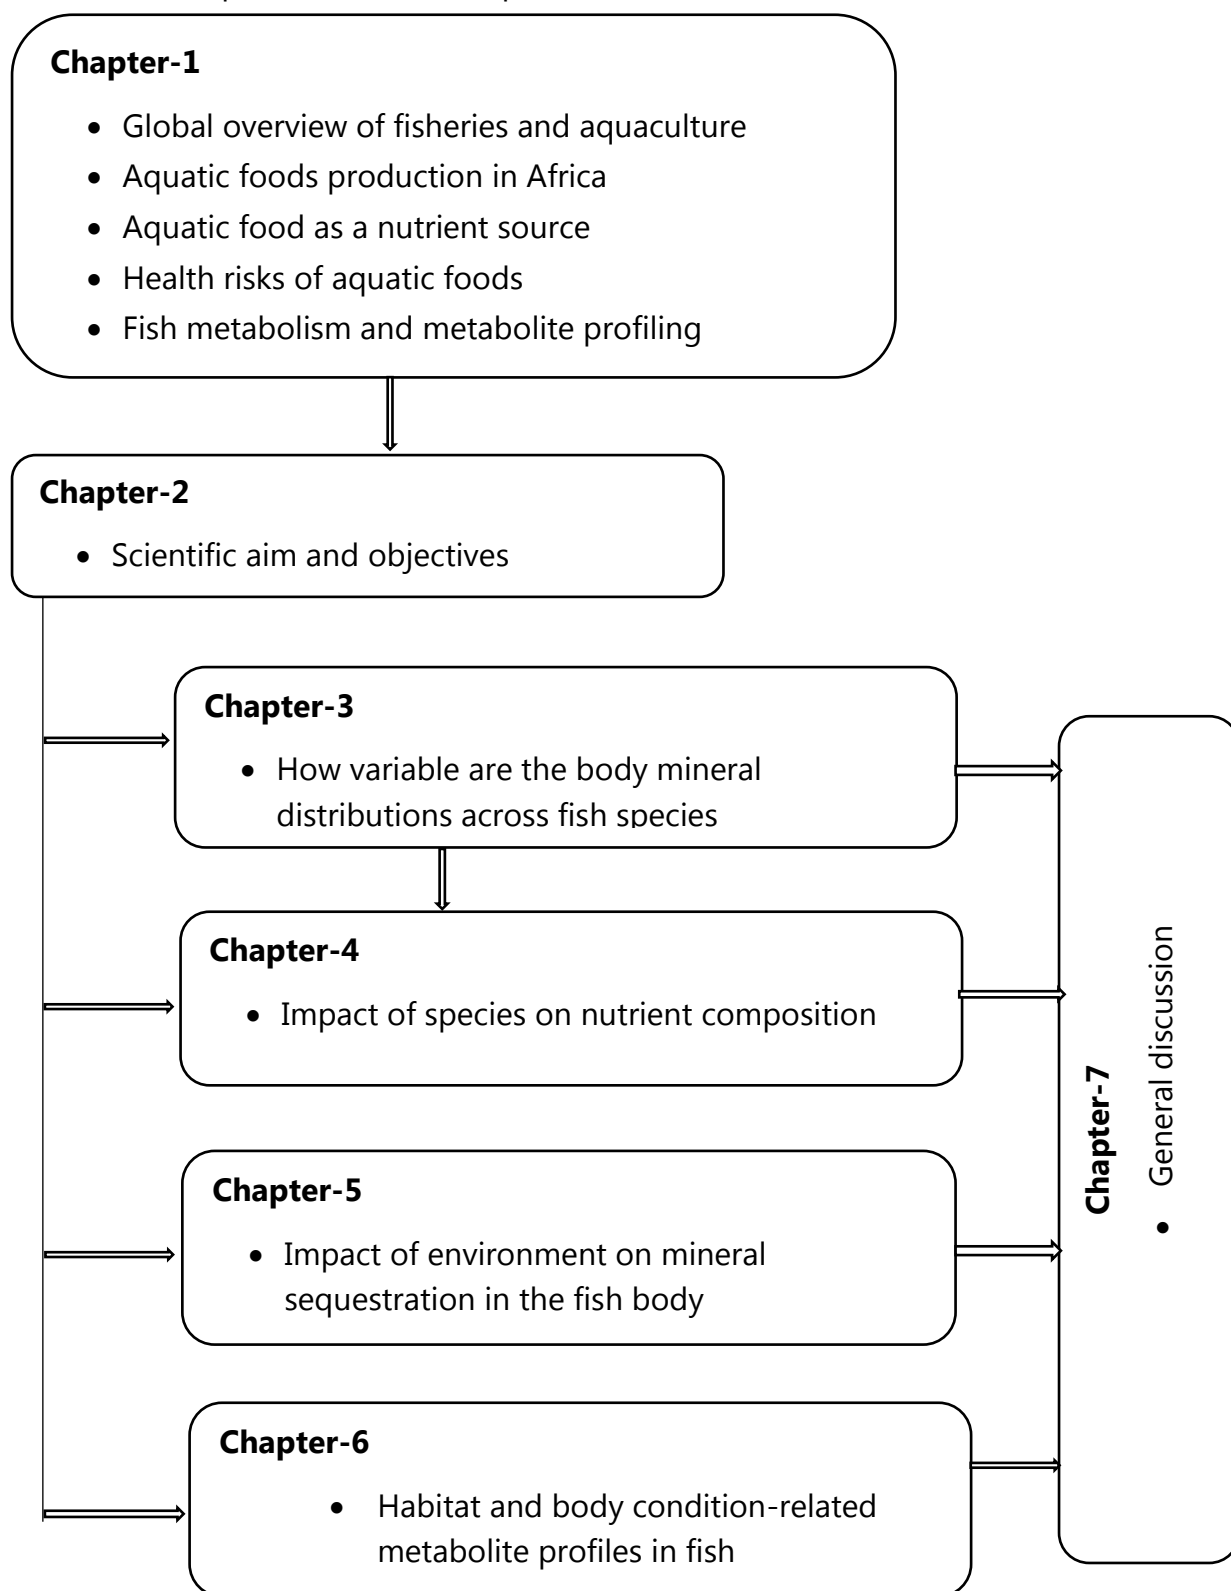 Chapter-1
• Global overview of fisheries and aquaculture
• Aquatic foods production in Africa
• Aquatic food as a nutrient source
• Health risks of aquatic foods
• Fish metabolism and metabolite profiling
Chapter-2
• Scientific aim and objectives
Chapter-3
• How variable are the body mineral
distributions across fish species
Chapter-4
• Impact of species on nutrient composition
Chapter-5
• Impact of environment on mineral
sequestration in the fish body
Chapter-6
• Habitat and body condition-related
metabolite profiles in fish
Chapter-7
• General discussion